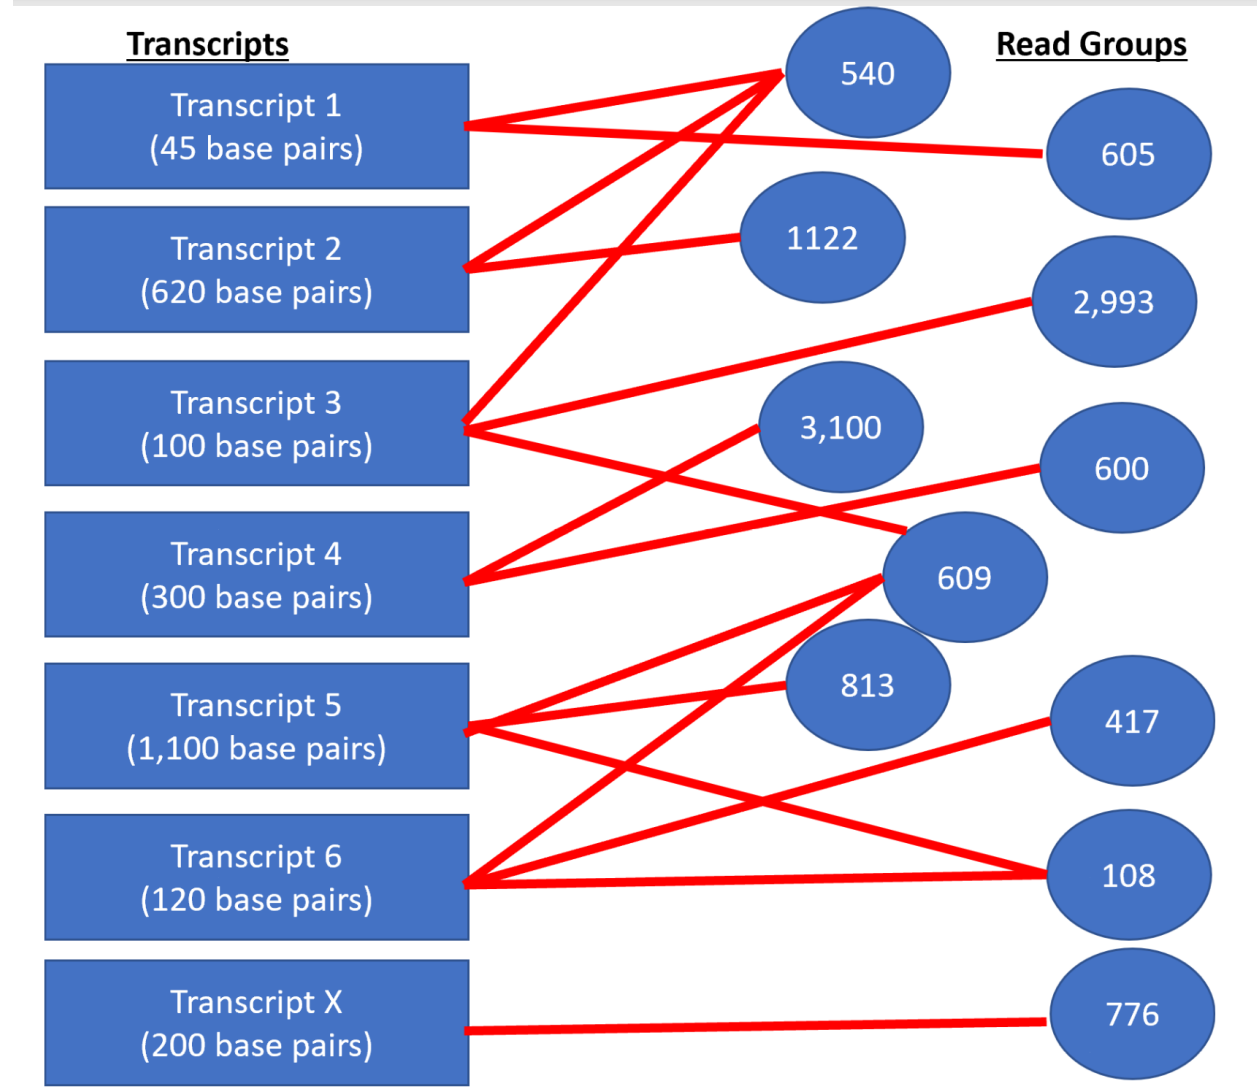 Transcripts
Read Groups
Transcript 1
(45 base pairs)
Transcript 2
(620 base pairs)
Transcript 3
(100 base pairs)
Transcript 4
(300 base pairs)
Transcript 5
(1,100 base pairs)
Transcript 6
(120 base pairs)
Transcript X
(200 base pairs)
540
605
1122
2,993
3,100
600
609
813
417
108
776